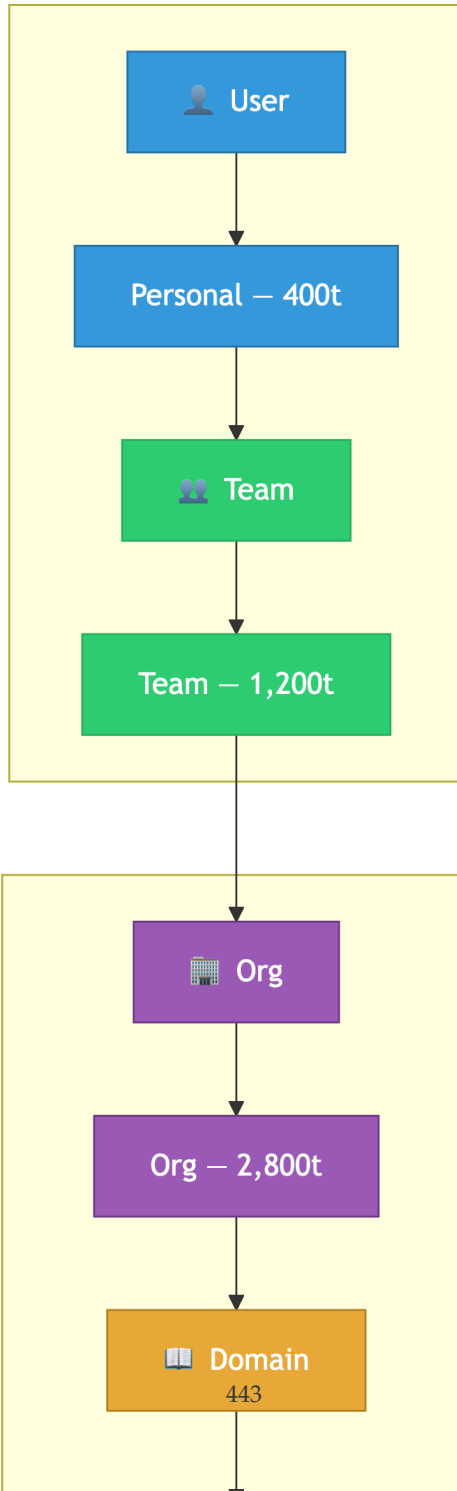 👤 User
Personal — 400t
👥 Team
Team — 1,200t
🏢 Org
Org — 2,800t
📖 Domain
443